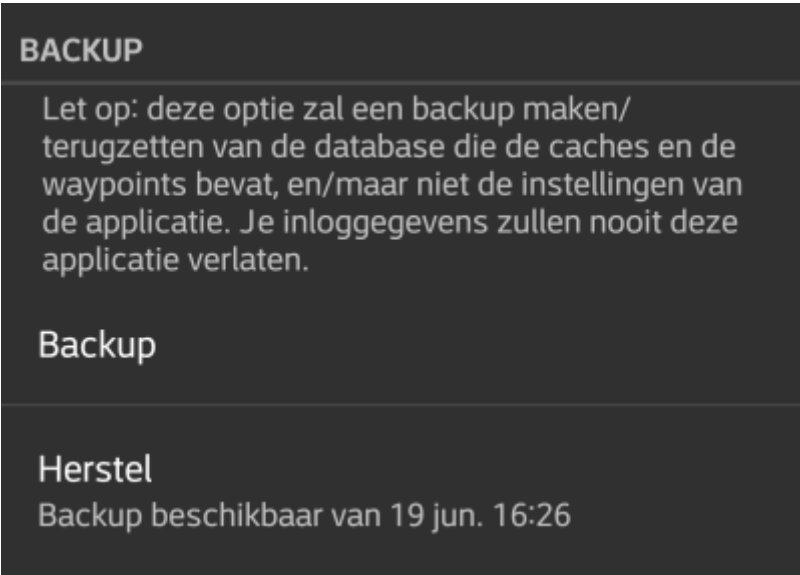 BACKUP
Let op: deze optie zal een backup maken/
terugzetten van de database die de caches en de
waypoints bevat, en/maar niet de instellingen van
de applicatie. Je inloggegevens zullen nooit deze
applicatie verlaten.
Backup
Herstel
Backup beschikbaar van 19 jun. 16:26